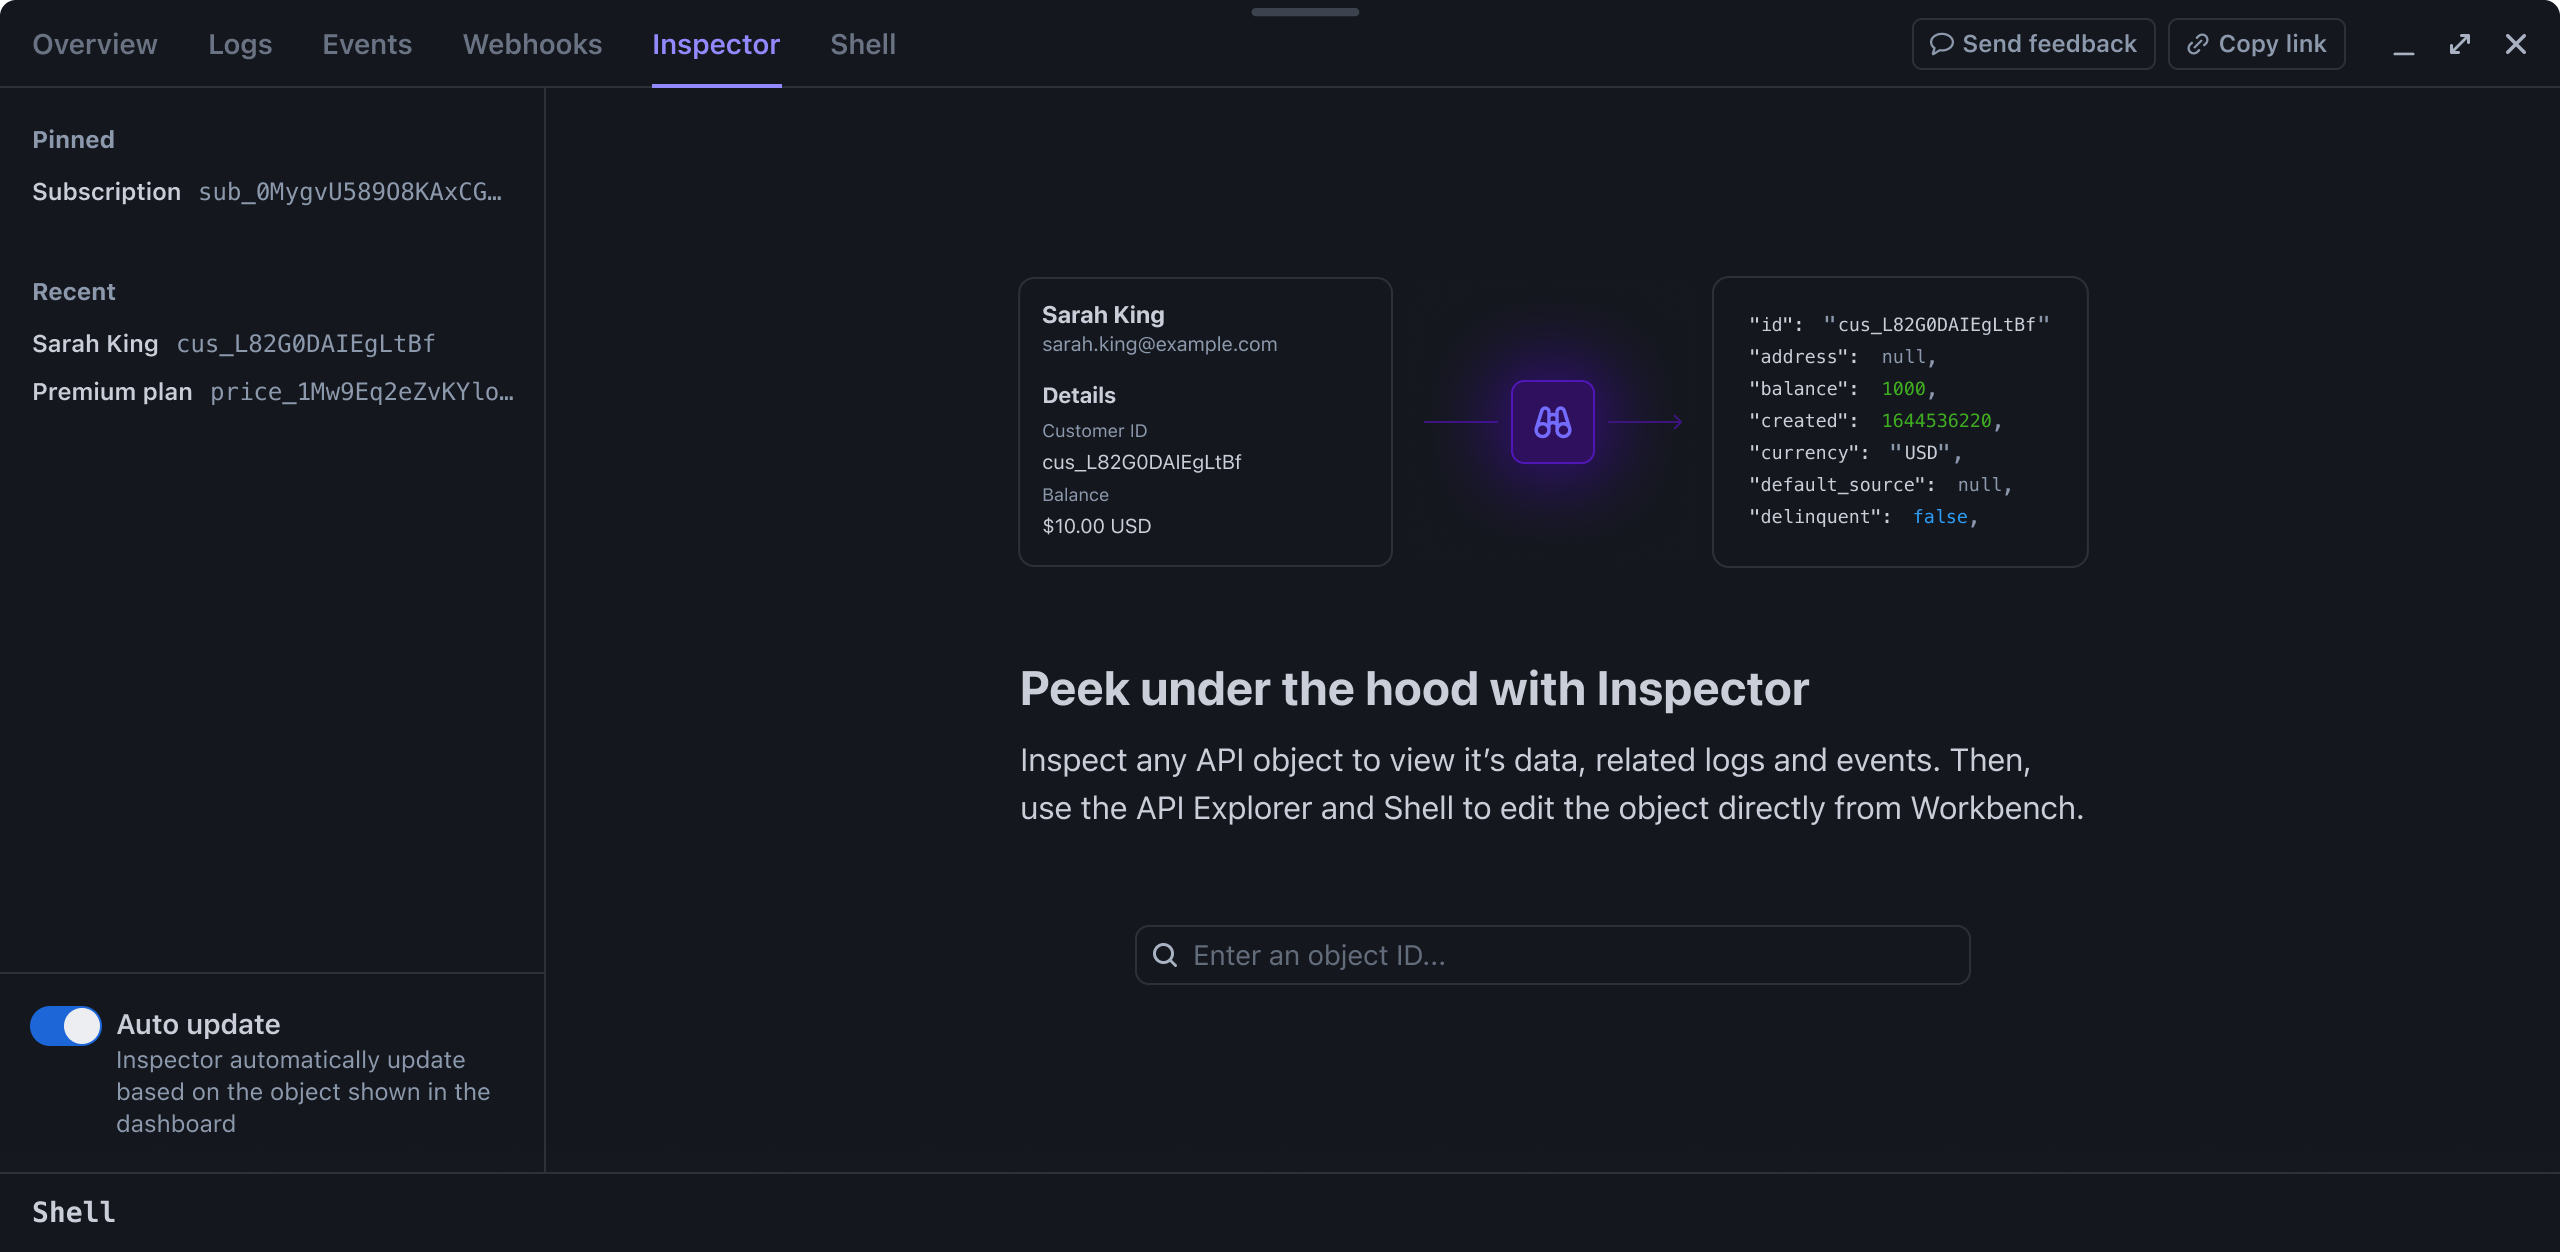 Overview Logs Events Webhooks Inspector Shell Send feedback Copy link
Pinned
Subscription sub_0MygvU589O8KAxCG…
Recent
Sarah King cus_L82G0DAIEgLtBf
Premium plan price_1Mw9Eq2eZvKYlo…
Auto update
Inspector automatically update
based on the object shown in the
dashboard
Sarah King
sarah.king@example.com
Details
Customer ID
cus_L82G0DAIEgLtBf
Balance
$10.00 USD
"id": "cus_L82G0DAIEgLtBf"
"address": null,
"balance": 1000,
"created": 1644536220,
"currency": "USD",
"default_source": null,
"delinquent": false,
Peek under the hood with Inspector
Inspect any API object to view it’s data, related logs and events. Then,
use the API Explorer and Shell to edit the object directly from Workbench.
Enter an object ID...
Shell